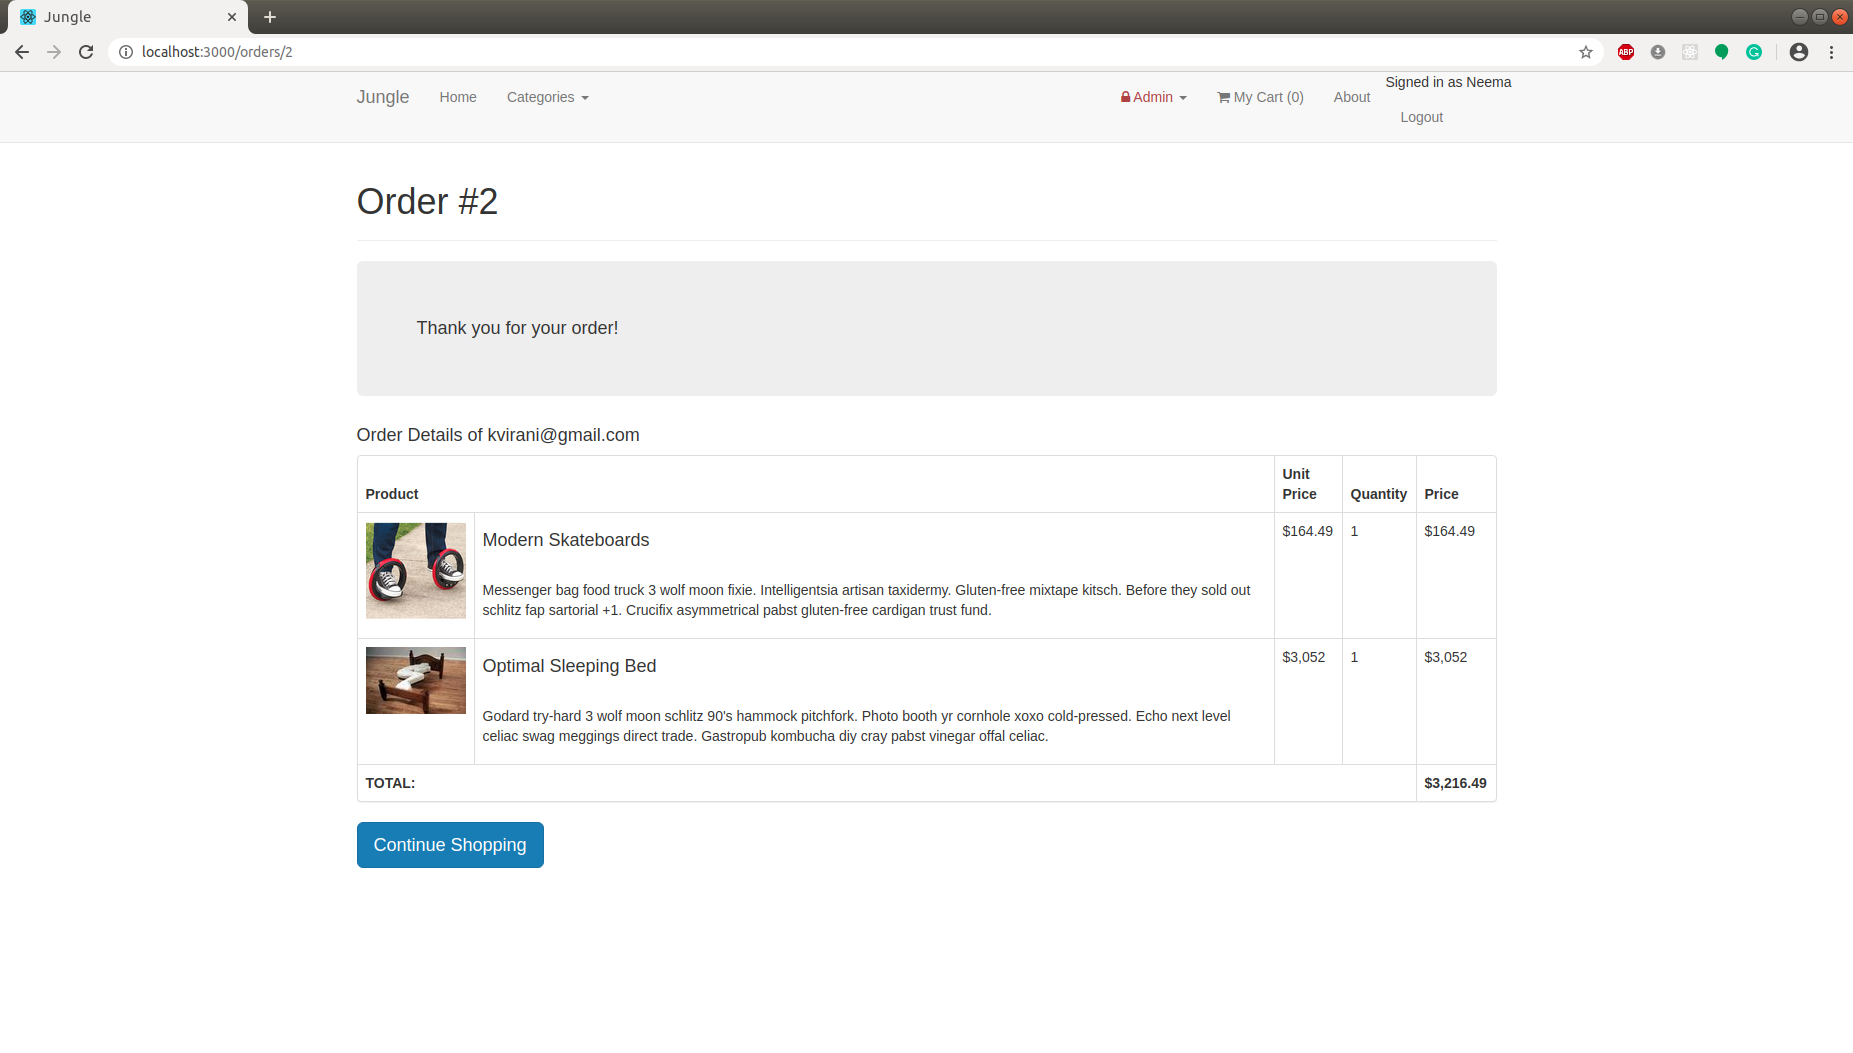 Jungle
localhost:3000/orders/2
ABP
Jungle
Home
Categories
Admin
My Cart (0)
About
Signed in as Neema
Logout
Order #2
Thank you for your order!
Order Details of kvirani@gmail.com
Product
Unit
Price
Quantity
Price
Modern Skateboards
$164.49
1
$164.49
Messenger bag food truck 3 wolf moon fixie. Intelligentsia artisan taxidermy. Gluten-free mixtape kitsch. Before they sold out
schlitz fap sartorial +1. Crucifix asymmetrical pabst gluten-free cardigan trust fund.
Optimal Sleeping Bed
$3,052
1
$3,052
Godard try-hard 3 wolf moon schlitz 90's hammock pitchfork. Photo booth yr cornhole xoxo cold-pressed. Echo next level
celiac swag meggings direct trade. Gastropub kombucha diy cray pabst vinegar offal celiac.
TOTAL:
$3,216.49
Continue Shopping